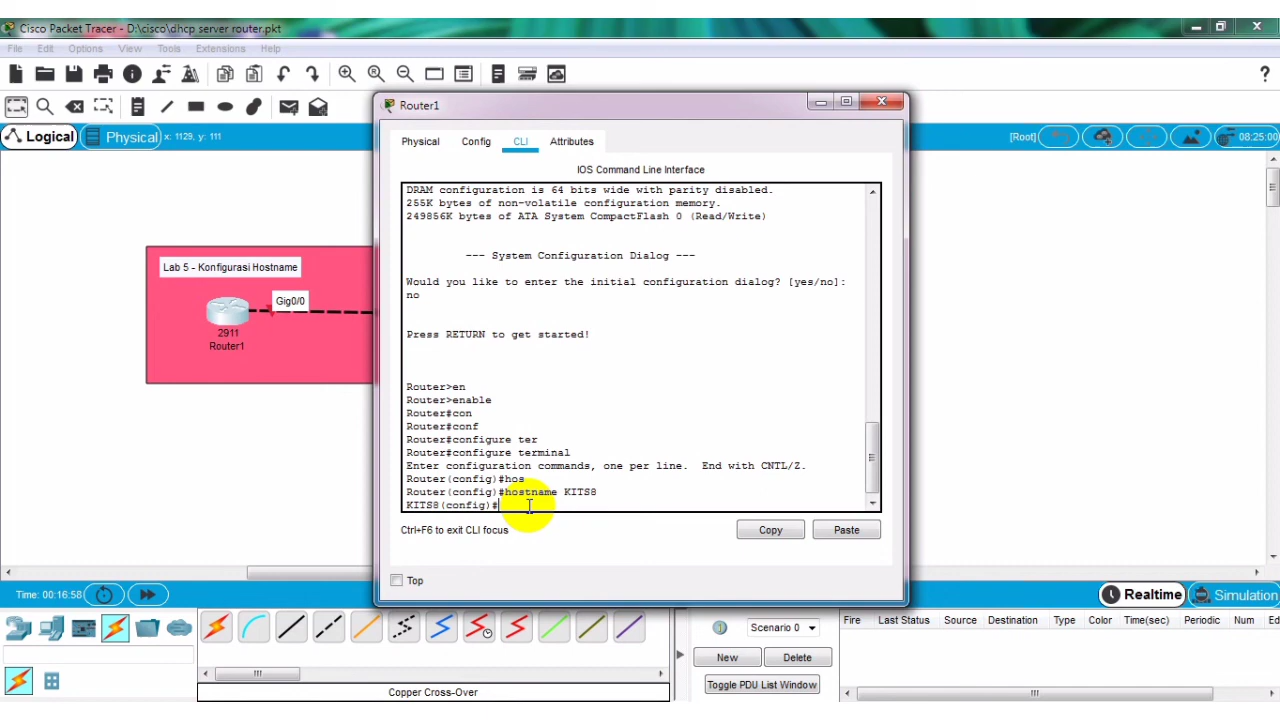 Cisco Packet Tracer - D:\cisco\dhcp server router.pkt
File Edit Options View Tools Extensions Help
?
Logical Physical x: 1129, y: 111 [Root] 08:25:00
Router1
Physical Config CLI Attributes
IOS Command Line Interface
DRAM configuration is 64 bits wide with parity disabled.
255K bytes of non-volatile configuration memory.
249856K bytes of ATA System CompactFlash 0 (Read/Write)
--- System Configuration Dialog ---
Would you like to enter the initial configuration dialog? [yes/no]:
no
Press RETURN to get started!
Router>en
Router>enable
Router#con
Router#conf
Router#configure ter
Router#configure terminal
Enter configuration commands, one per line.  End with CNTL/Z.
Router(config)#hos
Router(config)#hostname KITS8
KITS8(config)#
Ctrl+F6 to exit CLI focus
Copy Paste
Top
Lab 5 - Konfigurasi Hostname
Gig0/0
2911
Router1
Time: 00:16:58 Realtime Simulation
Scenario 0
New Delete
Toggle PDU List Window
Fire Last Status Source Destination Type Color Time(sec) Periodic Num Ed
Copper Cross-Over